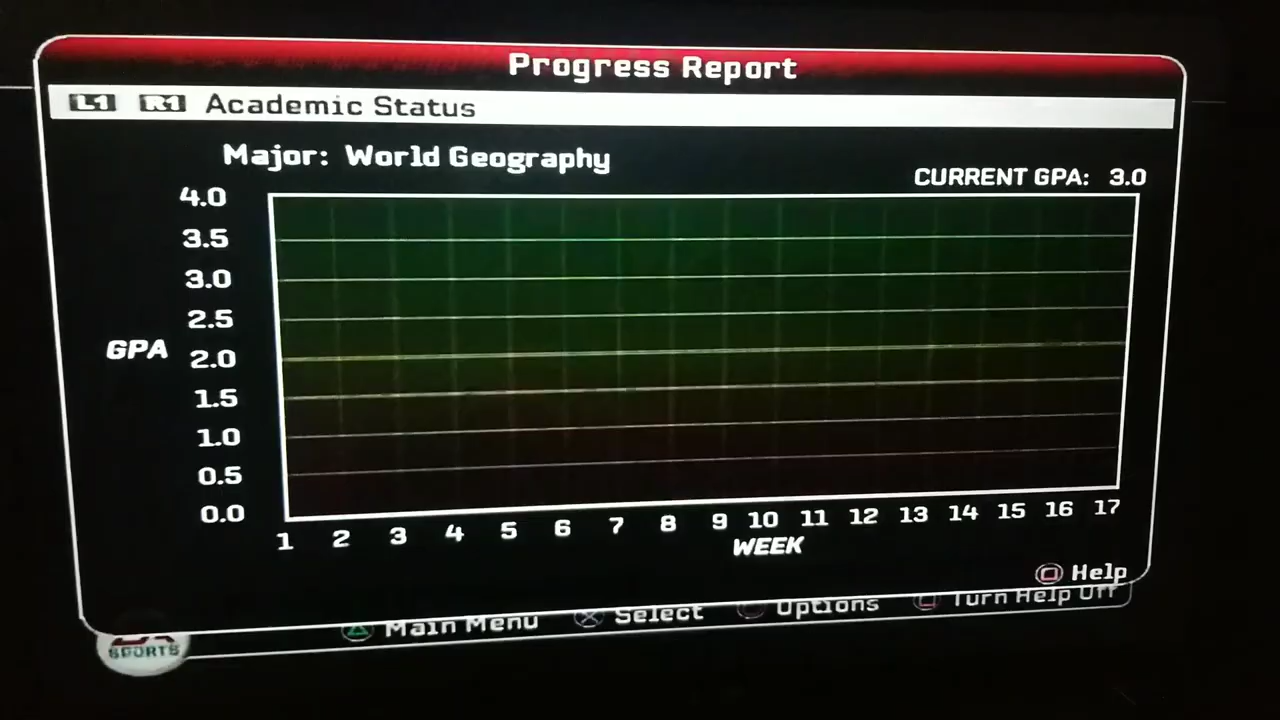 Progress Report
L1 R1 Academic Status
Major: World Geography
CURRENT GPA: 3.0
4.0
3.5
3.0
2.5
GPA
2.0
1.5
1.0
0.5
0.0
1 2 3 4 5 6 7 8 9 10 11 12 13 14 15 16 17
WEEK
Help
Main Menu Select Options Turn Help Off
EA
SPORTS